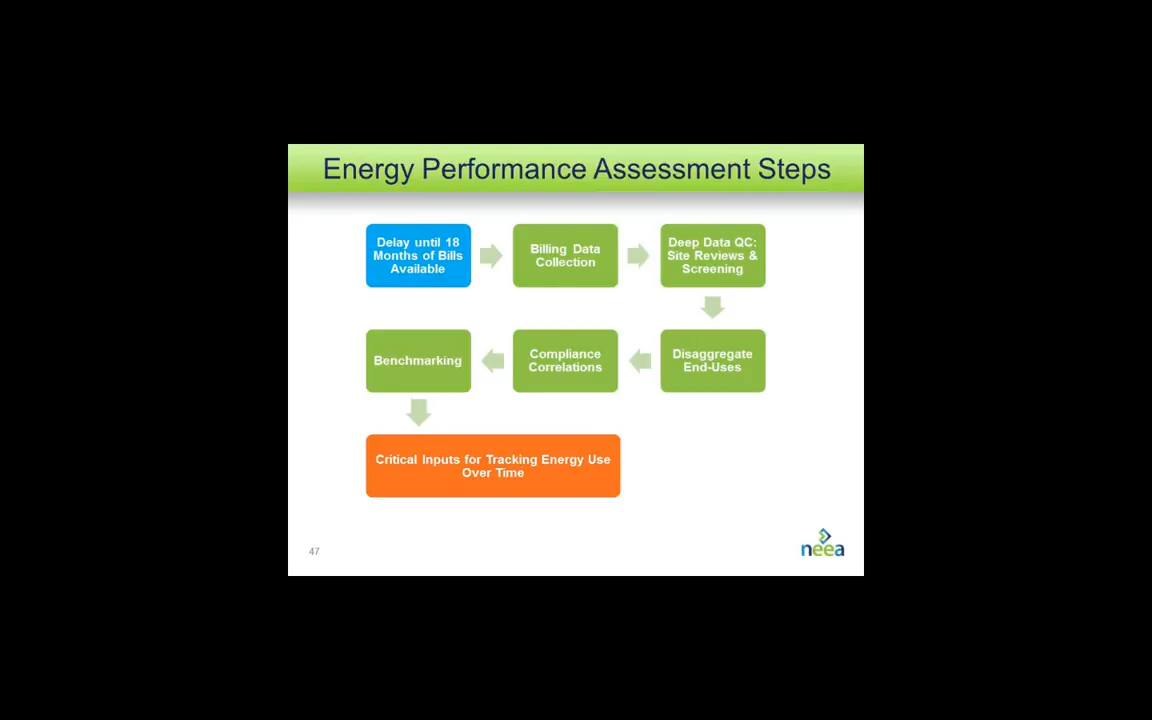 Energy Performance Assessment Steps
Delay until 18
Months of Bills
Available
Billing Data
Collection
Deep Data QC:
Site Reviews &
Screening
Disaggregate
End-Uses
Compliance
Correlations
Benchmarking
Critical Inputs for Tracking Energy Use
Over Time
47
neea